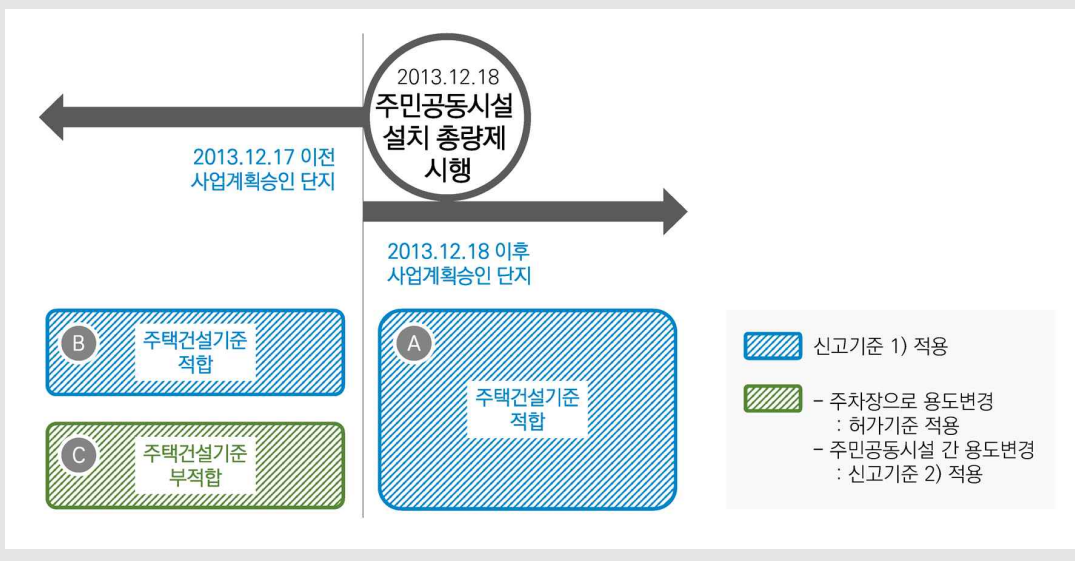 2013.12.18
주민공동시설
설치 총량제
시행
2013.12.17 이전
사업계획승인 단지
2013.12.18 이후
사업계획승인 단지
B
주택건설기준
적합
A
주택건설기준
적합
C
주택건설기준
부적합
신고기준 1) 적용
– 주차장으로 용도변경
: 허가기준 적용
– 주민공동시설 간 용도변경
: 신고기준 2) 적용